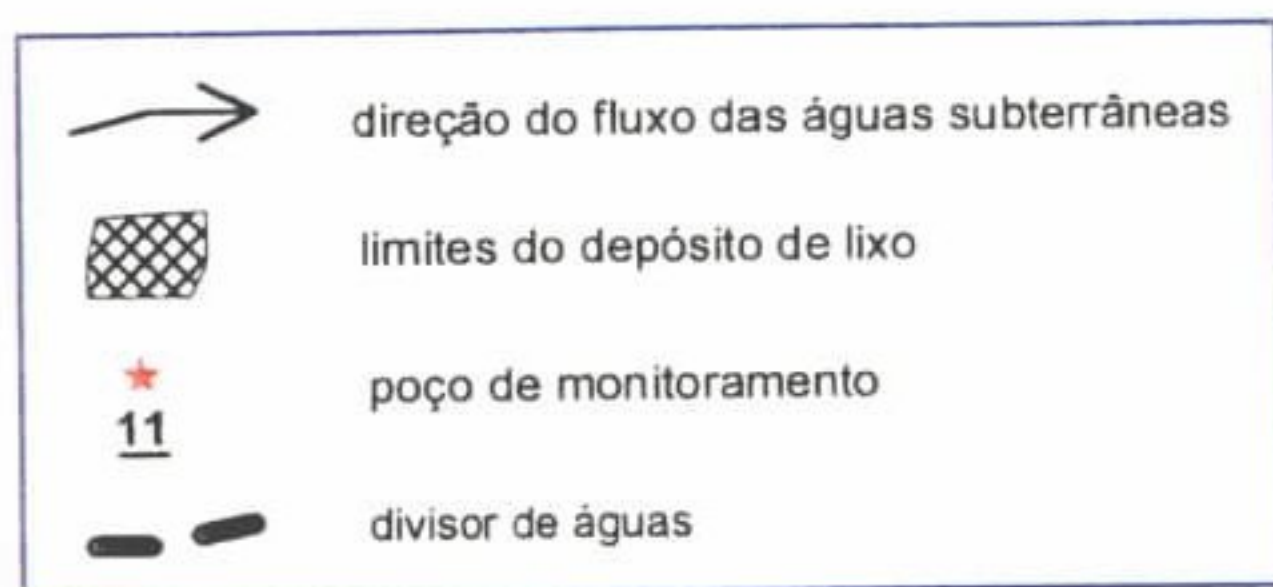 direção do fluxo das águas subterrâneas
limites do depósito de lixo
11
poço de monitoramento
divisor de águas